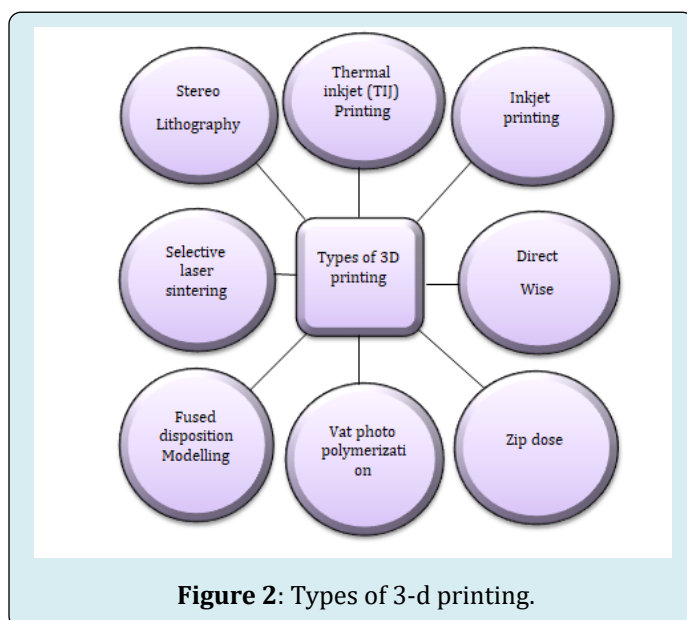 Stereo
Lithography
Thermal
inkjet (TIJ)
Printing
Inkjet
printing
Selective
laser
sintering
Types of 3D
printing
Direct
Wise
Fused
disposition
Modelling
Vat photo
polymerizati
on
Zip dose
Figure 2: Types of 3-d printing.